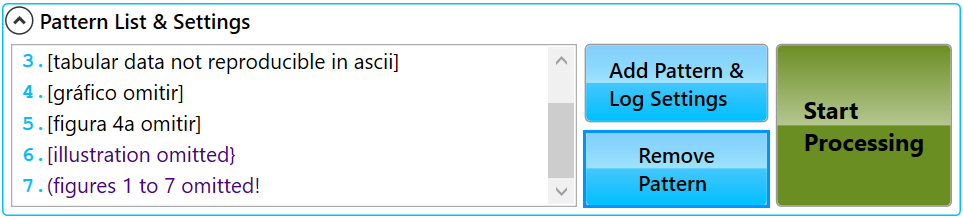 Pattern List & Settings
3. [tabular data not reproducible in ascii]
4. [gráfico omitir]
5. [figura 4a omitir]
6. [illustration omitted}
7. (figures 1 to 7 omitted!
Add Pattern &
Log Settings
Remove
Pattern
Start
Processing